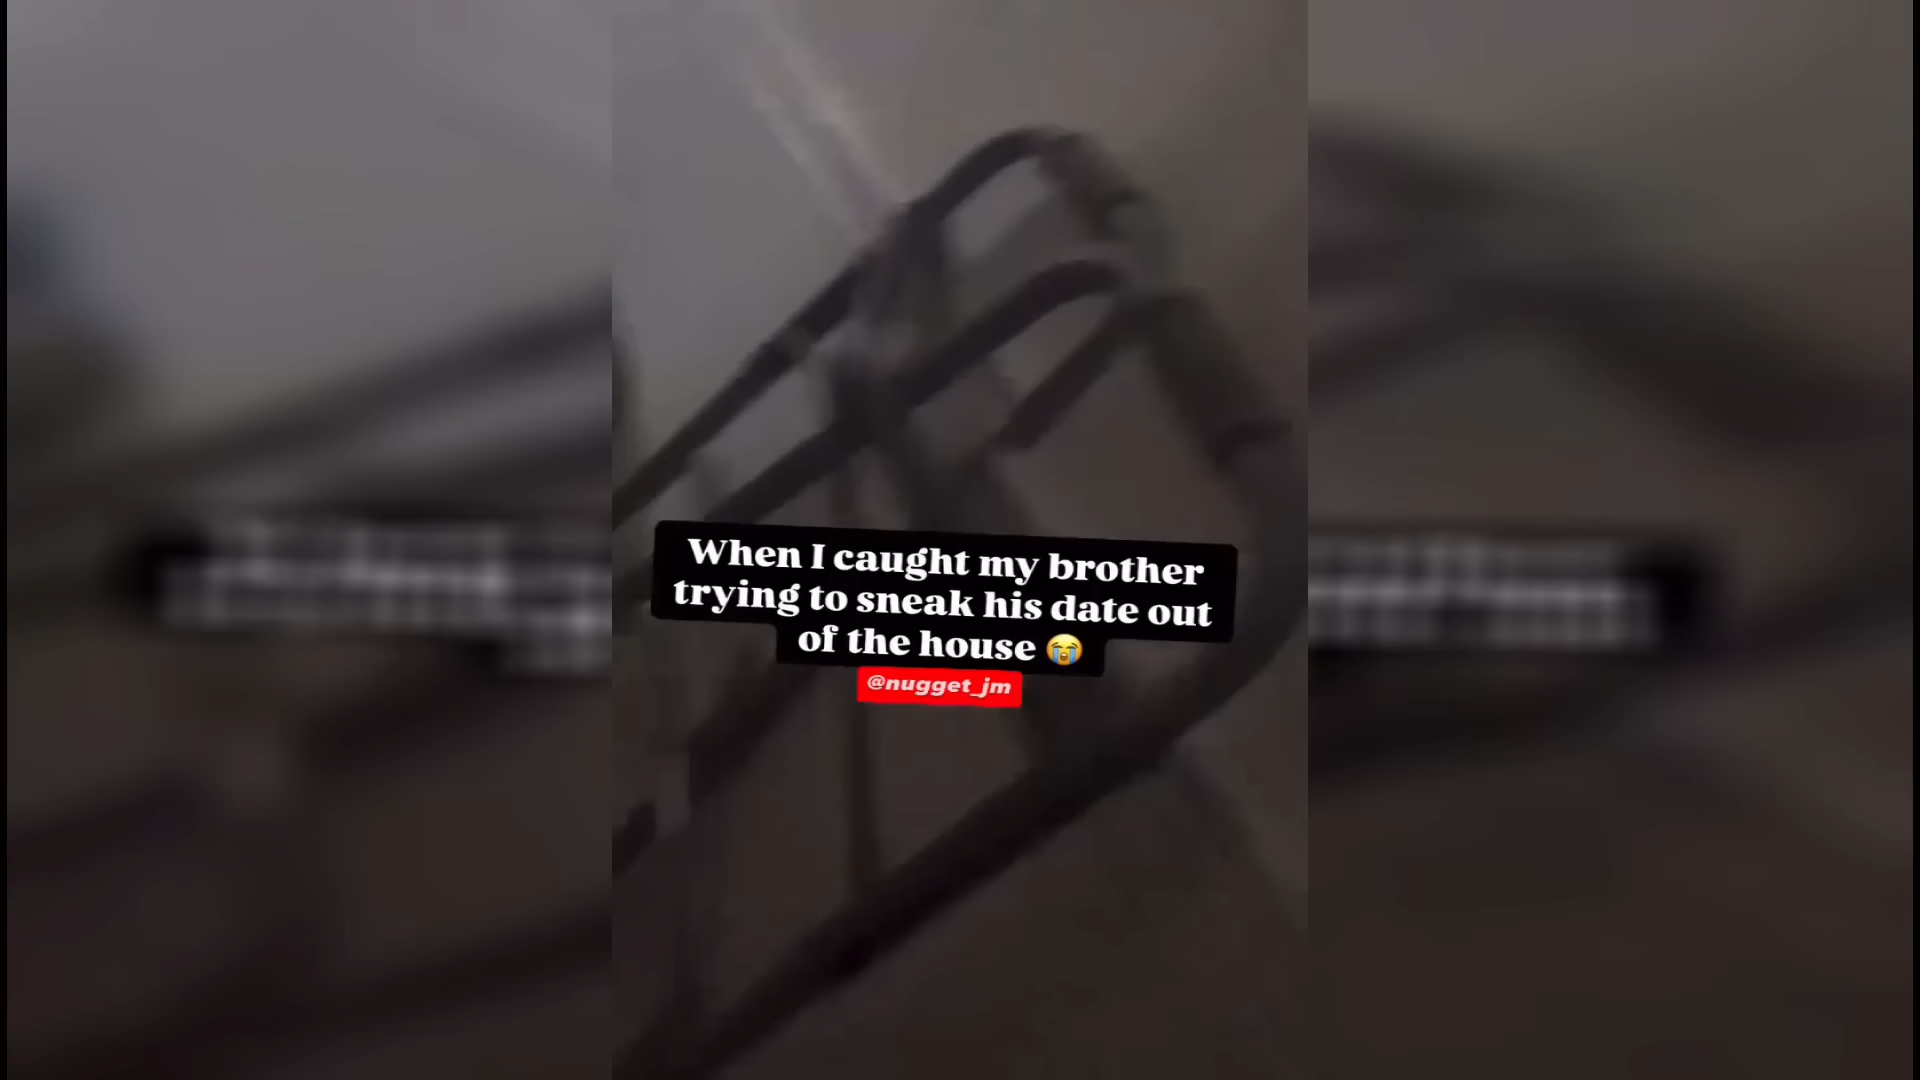 When I caught my brother
trying to sneak his date out
of the house 😭
@nugget_jm